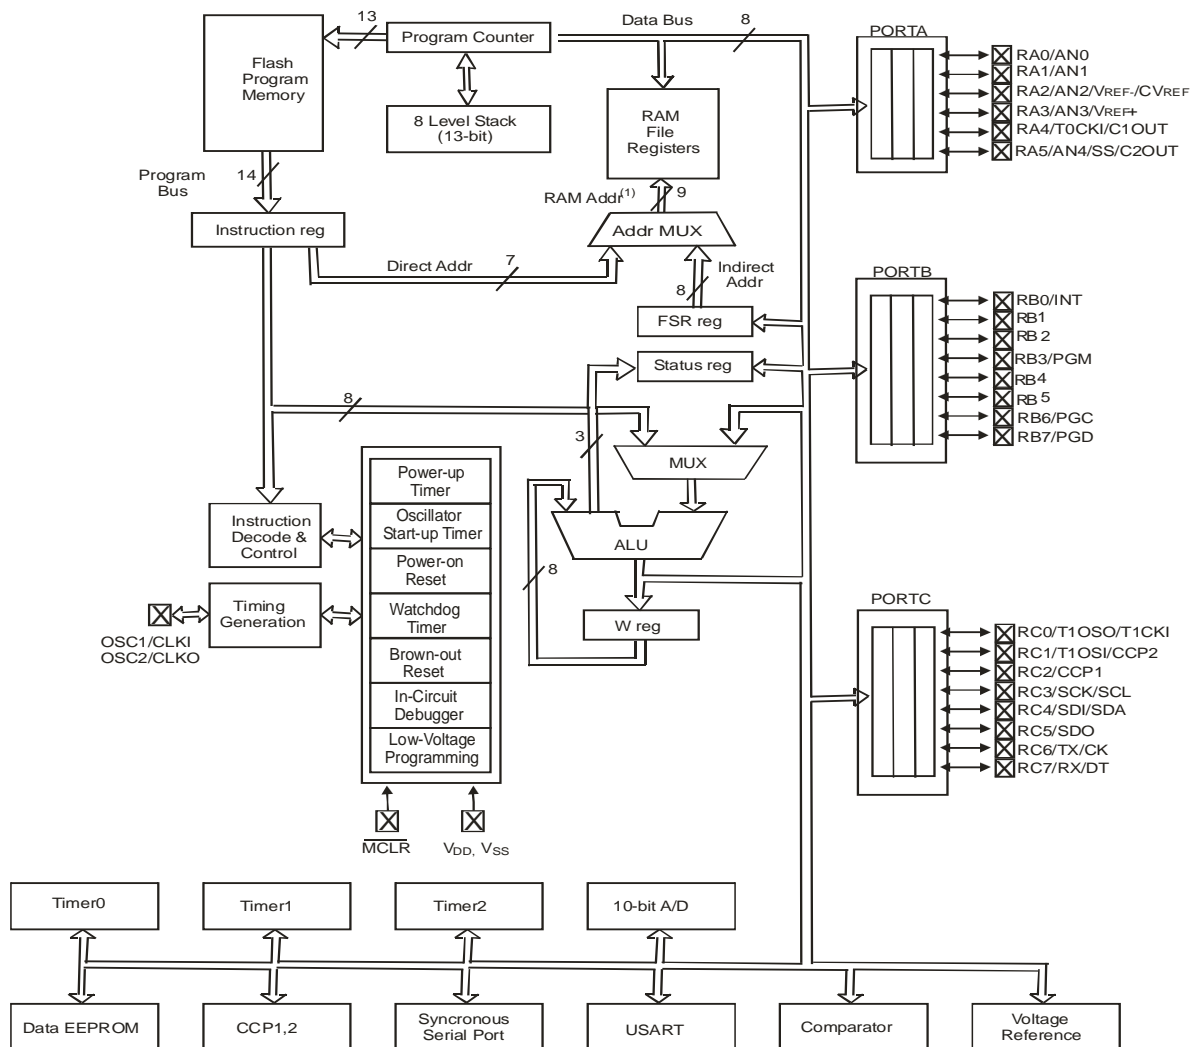 13
Data Bus
8
PORTA
Flash
Program
Memory
Program Counter
8 Level Stack
(13-bit)
RAM
File
Registers
RA0/AN0
RA1/AN1
RA2/AN2/VREF-/CVREF
RA3/AN3/VREF+
RA4/T0CKI/C1OUT
RA5/AN4/SS/C2OUT
Program
Bus
14
RAM Addr(1)
9
Instruction reg
Addr MUX
Direct Addr
7
Indirect
Addr
8
FSR reg
Status reg
PORTB
RB0/INT
RB1
RB2
RB3/PGM
RB4
RB5
RB6/PGC
RB7/PGD
8
3
MUX
Power-up
Timer
Oscillator
Start-up Timer
Power-on
Reset
Watchdog
Timer
Brown-out
Reset
In-Circuit
Debugger
Low-Voltage
Programming
Instruction
Decode &
Control
ALU
8
W reg
Timing
Generation
OSC1/CLKI
OSC2/CLKO
PORTC
RC0/T1OSO/T1CKI
RC1/T1OSI/CCP2
RC2/CCP1
RC3/SCK/SCL
RC4/SDI/SDA
RC5/SDO
RC6/TX/CK
RC7/RX/DT
MCLR
VDD, VSS
Timer0
Timer1
Timer2
10-bit A/D
Data EEPROM
CCP1,2
Syncronous
Serial Port
USART
Comparator
Voltage
Reference